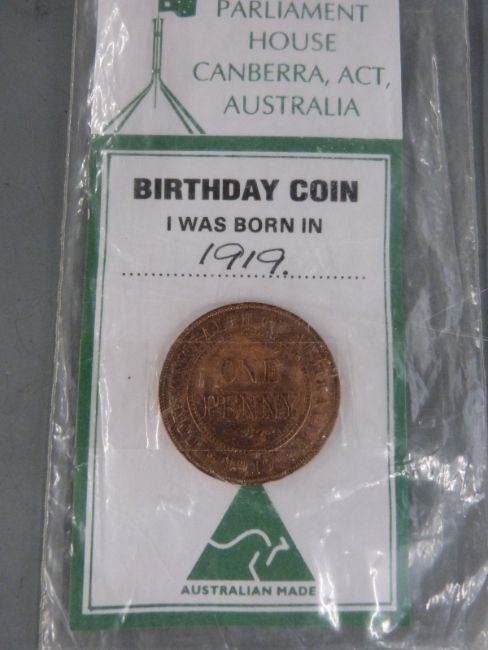 PARLIAMENT
HOUSE
CANBERRA, ACT,
AUSTRALIA
BIRTHDAY COIN
I WAS BORN IN
1919.
ONE
PENNY
AUSTRALIAN MADE